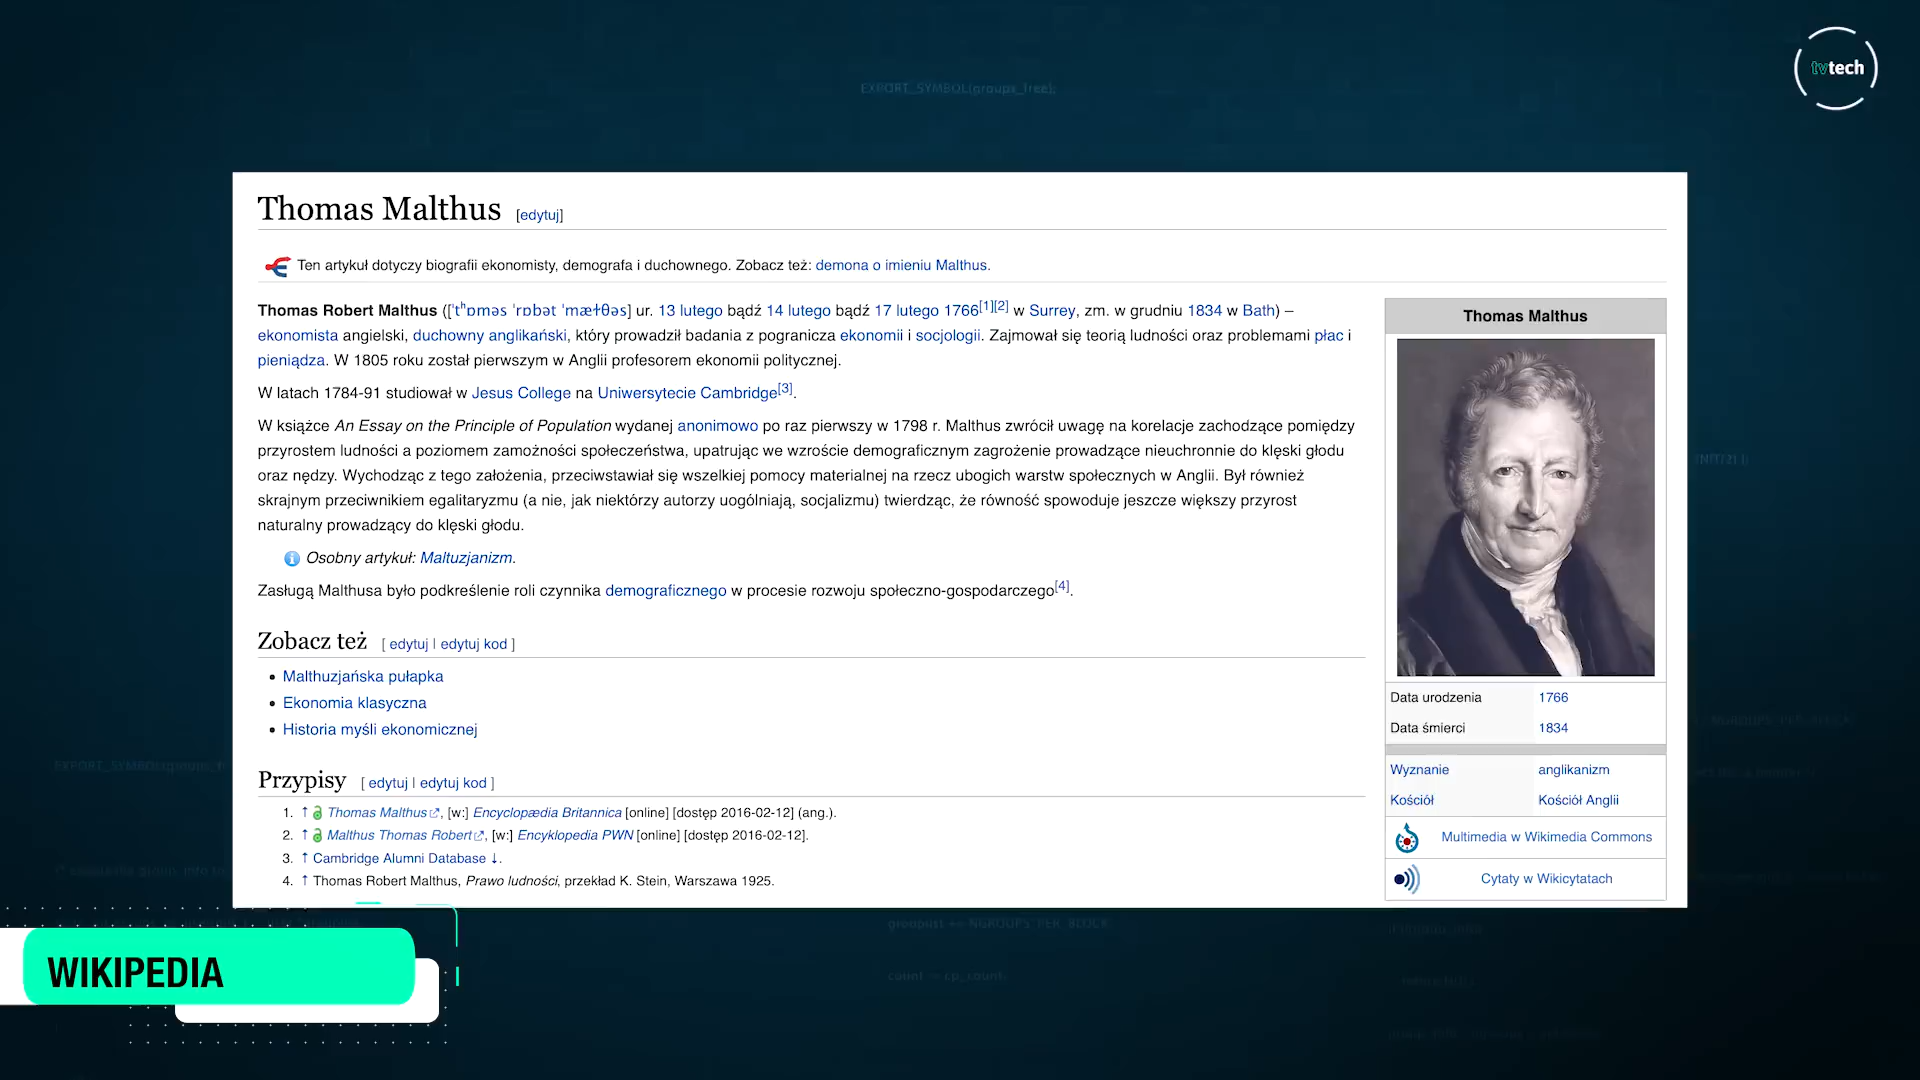 EXPORT_SYMBOL(groups_free);
tvtech
Thomas Malthus [edytuj]
Ten artykuł dotyczy biografii ekonomisty, demografa i duchownego. Zobacz też: demona o imieniu Malthus.
Thomas Robert Malthus ([ˈtʰɒməs ˈrɒbət ˈmæɫθəs] ur. 13 lutego bądź 14 lutego bądź 17 lutego 1766[1][2] w Surrey, zm. w grudniu 1834 w Bath) –
ekonomista angielski, duchowny anglikański, który prowadził badania z pogranicza ekonomii i socjologii. Zajmował się teorią ludności oraz problemami płac i
pieniądza. W 1805 roku został pierwszym w Anglii profesorem ekonomii politycznej.
W latach 1784-91 studiował w Jesus College na Uniwersytecie Cambridge[3].
W książce An Essay on the Principle of Population wydanej anonimowo po raz pierwszy w 1798 r. Malthus zwrócił uwagę na korelacje zachodzące pomiędzy
przyrostem ludności a poziomem zamożności społeczeństwa, upatrując we wzroście demograficznym zagrożenie prowadzące nieuchronnie do klęski głodu
oraz nędzy. Wychodząc z tego założenia, przeciwstawiał się wszelkiej pomocy materialnej na rzecz ubogich warstw społecznych w Anglii. Był również
skrajnym przeciwnikiem egalitaryzmu (a nie, jak niektórzy autorzy uogólniają, socjalizmu) twierdząc, że równość spowoduje jeszcze większy przyrost
naturalny prowadzący do klęski głodu.
Osobny artykuł: Maltuzjanizm.
Zasługą Malthusa było podkreślenie roli czynnika demograficznego w procesie rozwoju społeczno-gospodarczego[4].
Zobacz też [ edytuj | edytuj kod ]
• Malthuzjańska pułapka
• Ekonomia klasyczna
• Historia myśli ekonomicznej
Przypisy [ edytuj | edytuj kod ]
1. ↑ Thomas Malthus, [w:] Encyclopædia Britannica [online] [dostęp 2016-02-12] (ang.).
2. ↑ Malthus Thomas Robert, [w:] Encyklopedia PWN [online] [dostęp 2016-02-12].
3. ↑ Cambridge Alumni Database ↓.
4. ↑ Thomas Robert Malthus, Prawo ludności, przekład K. Stein, Warszawa 1925.
Thomas Malthus
Data urodzenia 1766
Data śmierci 1834
Wyznanie anglikanizm
Kościół Kościół Anglii
Multimedia w Wikimedia Commons
Cytaty w Wikicytatach
WIKIPEDIA